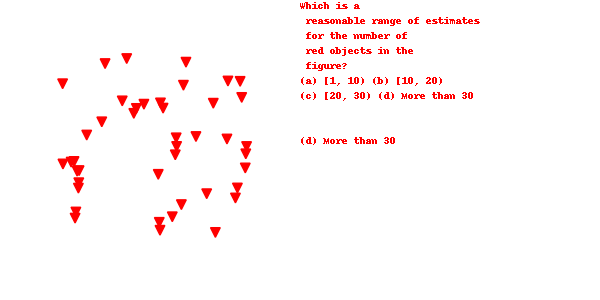 Which is a
reasonable range of estimates
for the number of
red objects in the
figure?
(a) [1, 10) (b) [10, 20)
(c) [20, 30) (d) More than 30
(d) More than 30